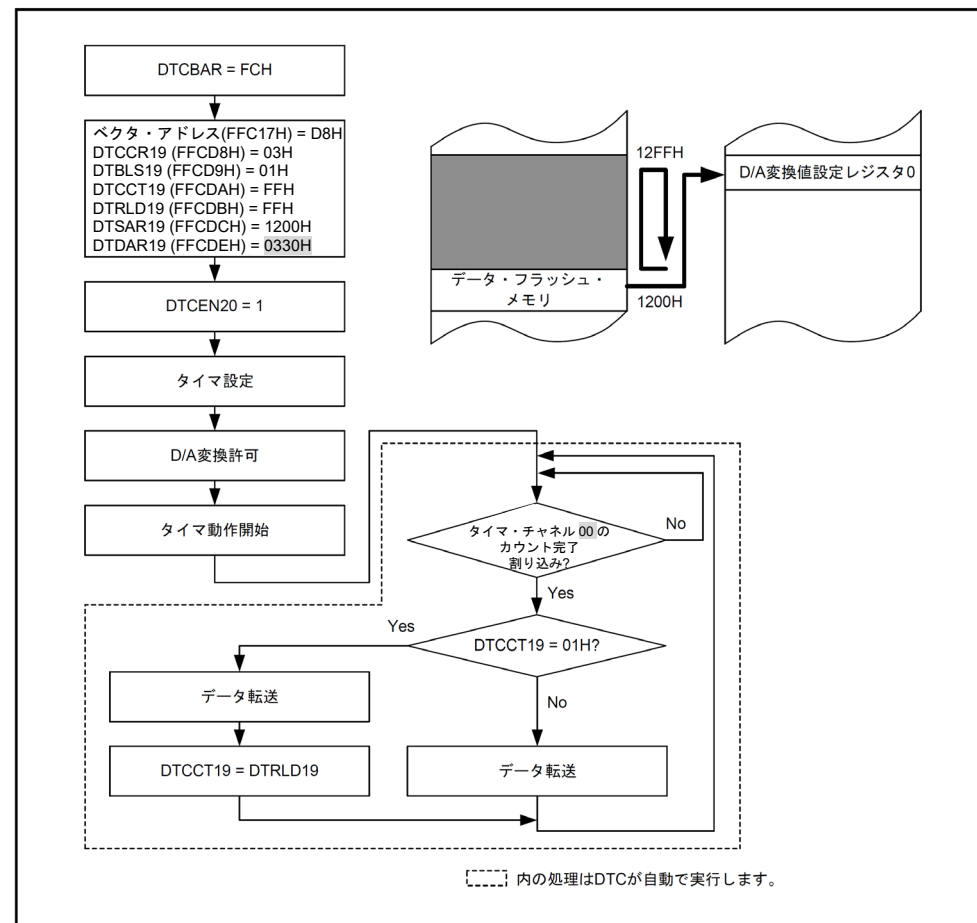 DTCBAR = FCH
ベクタ・アドレス(FFC17H) = D8H
DTCCR19 (FFCD8H) = 03H
DTBLS19 (FFCD9H) = 01H
DTCCT19 (FFCDAH) = FFH
DTRLD19 (FFCDBH) = FFH
DTSAR19 (FFCDCH) = 1200H
DTDAR19 (FFCDEH) = 0330H
DTCEN20 = 1
タイマ設定
D/A変換許可
タイマ動作開始
12FFH
D/A変換値設定レジスタ0
データ・フラッシュ・
メモリ
1200H
タイマ・チャネル 00 の
カウント完了
割り込み?
No
Yes
DTCCT19 = 01H?
Yes
No
データ転送
DTCCT19 = DTRLD19
データ転送
内の処理はDTCが自動で実行します。